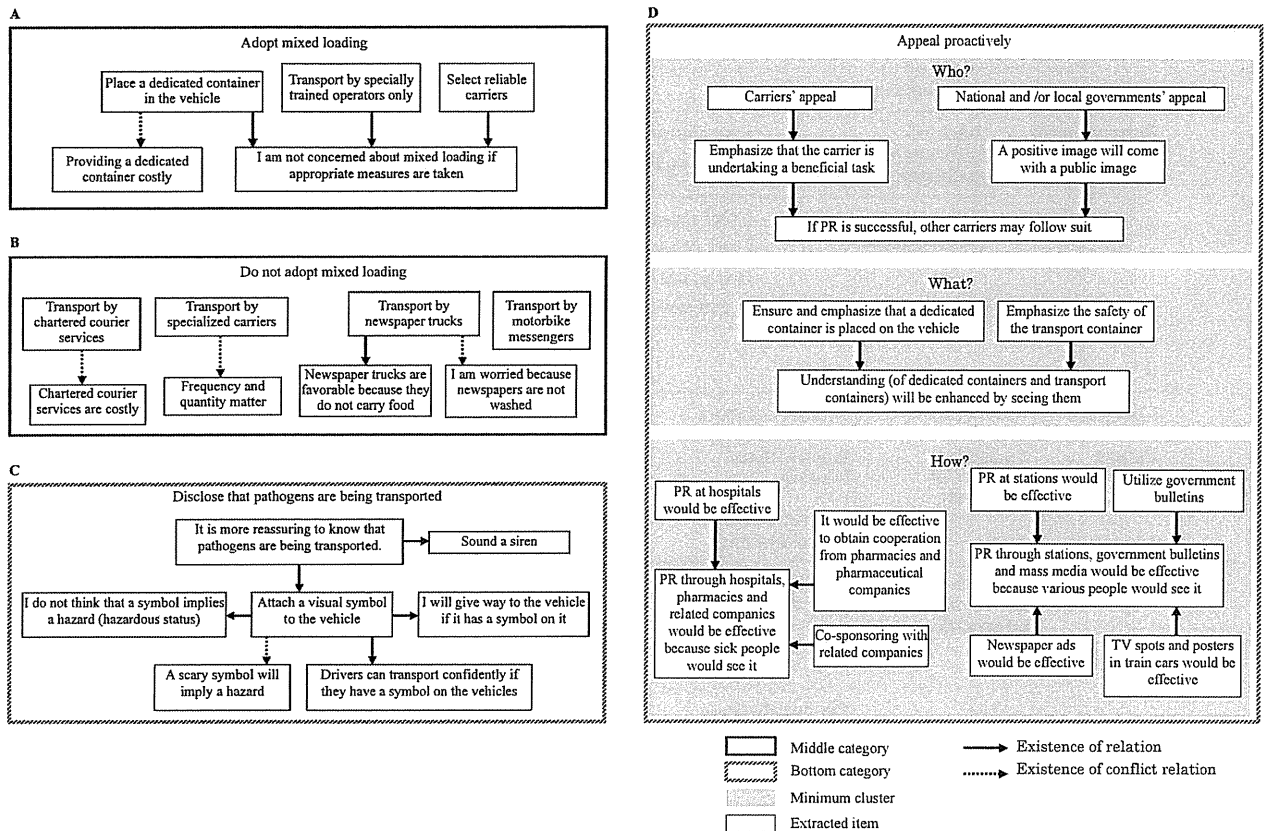 A
Adopt mixed loading
Place a dedicated container
in the vehicle
Transport by specially
trained operators only
Select reliable
carriers
Providing a dedicated
container costly
I am not concerned about mixed loading if
appropriate measures are taken
B
Do not adopt mixed loading
Transport by
chartered courier
services
Transport by
specialized carriers
Transport by
newspaper trucks
Transport by
motorbike
messengers
Chartered courier
services are costly
Frequency and
quantity matter
Newspaper trucks are
favorable because they
do not carry food
I am worried because
newspapers are not
washed
C
Disclose that pathogens are being transported
It is more reassuring to know that
pathogens are being transported.
Sound a siren
I do not think that a symbol implies
a hazard (hazardous status)
Attach a visual symbol
to the vehicle
I will give way to the vehicle
if it has a symbol on it
A scary symbol will
imply a hazard
Drivers can transport confidently if
they have a symbol on the vehicles
D
Appeal proactively
Who?
Carriers' appeal
National and /or local governments' appeal
Emphasize that the carrier is
undertaking a beneficial task
A positive image will come
with a public image
If PR is successful, other carriers may follow suit
What?
Ensure and emphasize that a dedicated
container is placed on the vehicle
Emphasize the safety of
the transport container
Understanding (of dedicated containers and transport
containers) will be enhanced by seeing them
How?
PR at hospitals
would be effective
It would be effective
to obtain cooperation
from pharmacies and
pharmaceutical
companies
PR through hospitals,
pharmacies and
related companies
would be effective
because sick people
would see it
Co-sponsoring with
related companies
PR at stations would
be effective
Utilize government
bulletins
PR through stations, government bulletins
and mass media would be effective
because various people would see it
Newspaper ads
would be effective
TV spots and posters
in train cars would be
effective
Middle category
Bottom category
Minimum cluster
Extracted item
Existence of relation
Existence of conflict relation